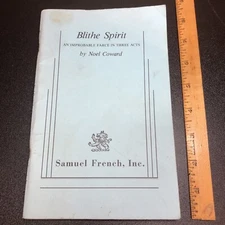 Blithe Spirit
AN IMPROBABLE FARCE IN THREE ACTS
by Noel Coward
Samuel French, Inc.